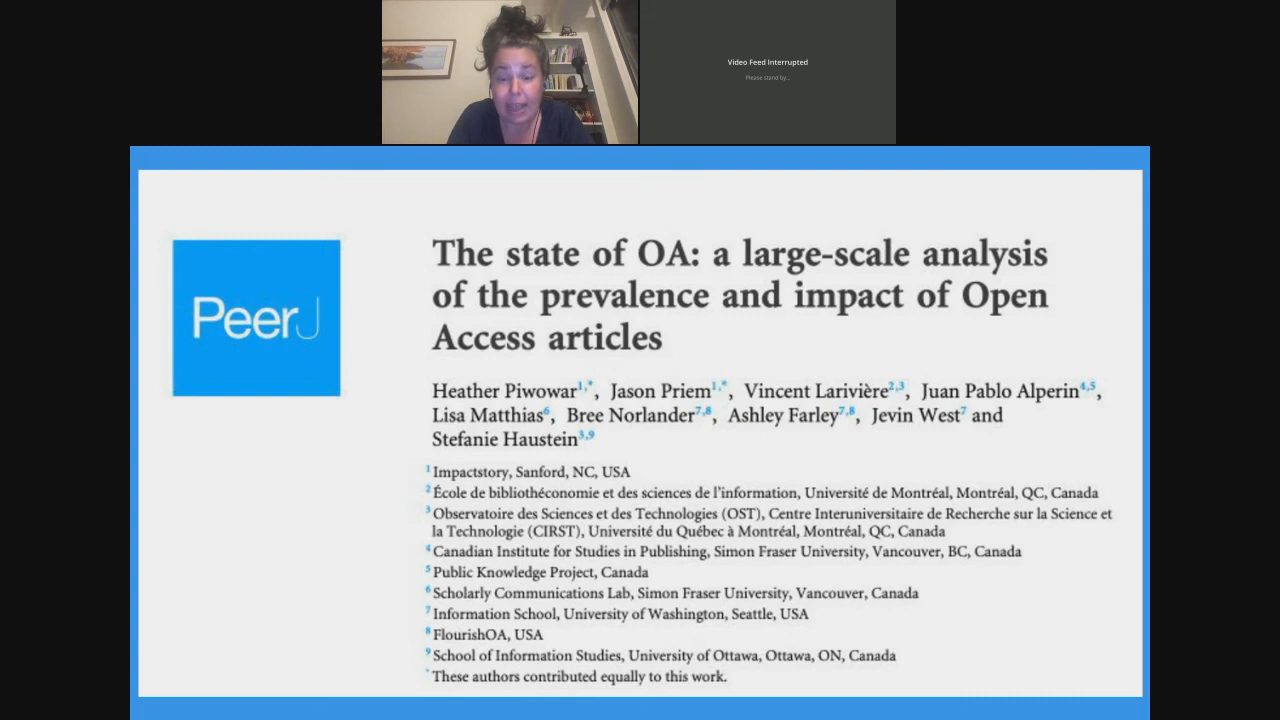 Video Feed Interrupted
Please stand by...
PeerJ
The state of OA: a large-scale analysis
of the prevalence and impact of Open
Access articles
Heather Piwowar1,*, Jason Priem1,*, Vincent Larivière2,3, Juan Pablo Alperin4,5,
Lisa Matthias6, Bree Norlander7,8, Ashley Farley7,8, Jevin West7 and
Stefanie Haustein3,9
1 Impactstory, Sanford, NC, USA
2 École de bibliothéconomie et des sciences de l'information, Université de Montréal, Montréal, QC, Canada
3 Observatoire des Sciences et des Technologies (OST), Centre Interuniversitaire de Recherche sur la Science et
la Technologie (CIRST), Université du Québec à Montréal, Montréal, QC, Canada
4 Canadian Institute for Studies in Publishing, Simon Fraser University, Vancouver, BC, Canada
5 Public Knowledge Project, Canada
6 Scholarly Communications Lab, Simon Fraser University, Vancouver, Canada
7 Information School, University of Washington, Seattle, USA
8 FlourishOA, USA
9 School of Information Studies, University of Ottawa, Ottawa, ON, Canada
* These authors contributed equally to this work.